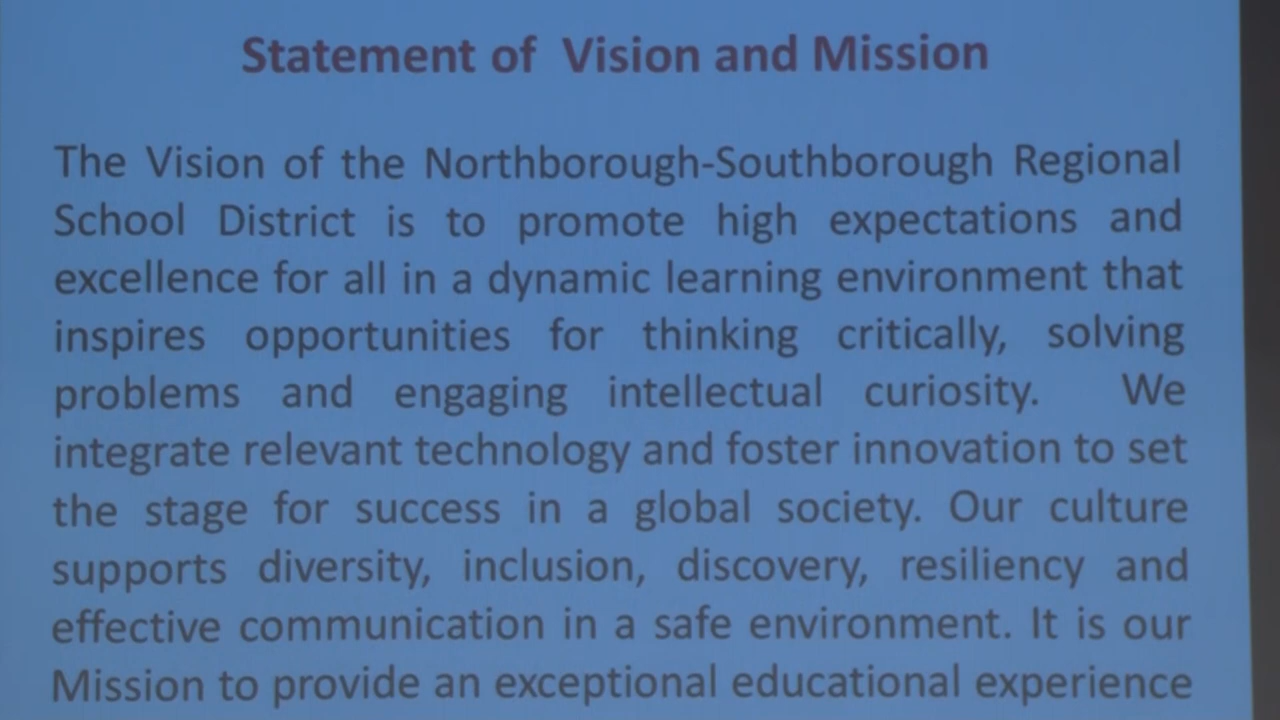 Statement of Vision and Mission
The Vision of the Northborough-Southborough Regional
School District is to promote high expectations and
excellence for all in a dynamic learning environment that
inspires opportunities for thinking critically, solving
problems and engaging intellectual curiosity. We
integrate relevant technology and foster innovation to set
the stage for success in a global society. Our culture
supports diversity, inclusion, discovery, resiliency and
effective communication in a safe environment. It is our
Mission to provide an exceptional educational experience